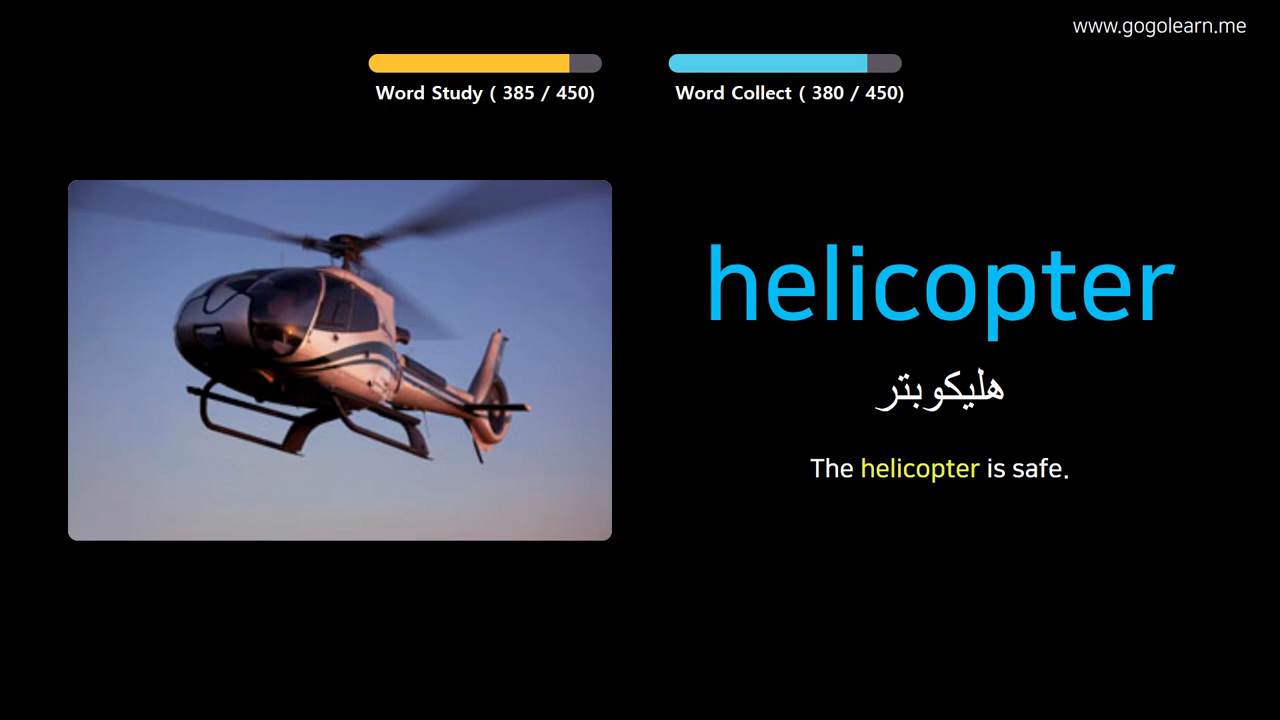 www.gogolearn.me
Word Study ( 385 / 450)
Word Collect ( 380 / 450)
helicopter
هليكوبتر
The helicopter is safe.